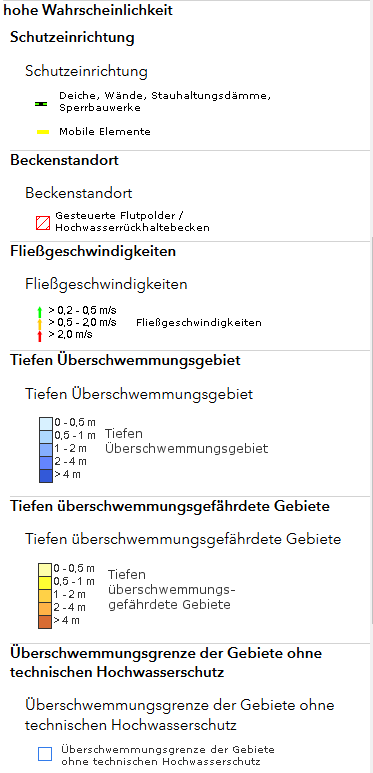 hohe Wahrscheinlichkeit
Schutzeinrichtung
Schutzeinrichtung
Deiche, Wände, Stauhaltungsdämme,
Sperrbauwerke
Mobile Elemente
Beckenstandort
Beckenstandort
Gesteuerte Flutpolder /
Hochwasserrückhaltebecken
Fließgeschwindigkeiten
Fließgeschwindigkeiten
> 0,2 - 0,5 m/s
> 0,5 - 2,0 m/s Fließgeschwindigkeiten
> 2,0 m/s
Tiefen Überschwemmungsgebiet
Tiefen Überschwemmungsgebiet
0 - 0,5 m
0,5 - 1 m Tiefen
1 - 2 m Überschwemmungsgebiet
2 - 4 m
> 4 m
Tiefen überschwemmungsgefährdete Gebiete
Tiefen überschwemmungsgefährdete Gebiete
0 - 0,5 m Tiefen
0,5 - 1 m überschwemmungs-
1 - 2 m gefährdete Gebiete
2 - 4 m
> 4 m
Überschwemmungsgrenze der Gebiete ohne
technischen Hochwasserschutz
Überschwemmungsgrenze der Gebiete ohne
technischen Hochwasserschutz
Überschwemmungsgrenze der Gebiete
ohne technischen Hochwasserschutz